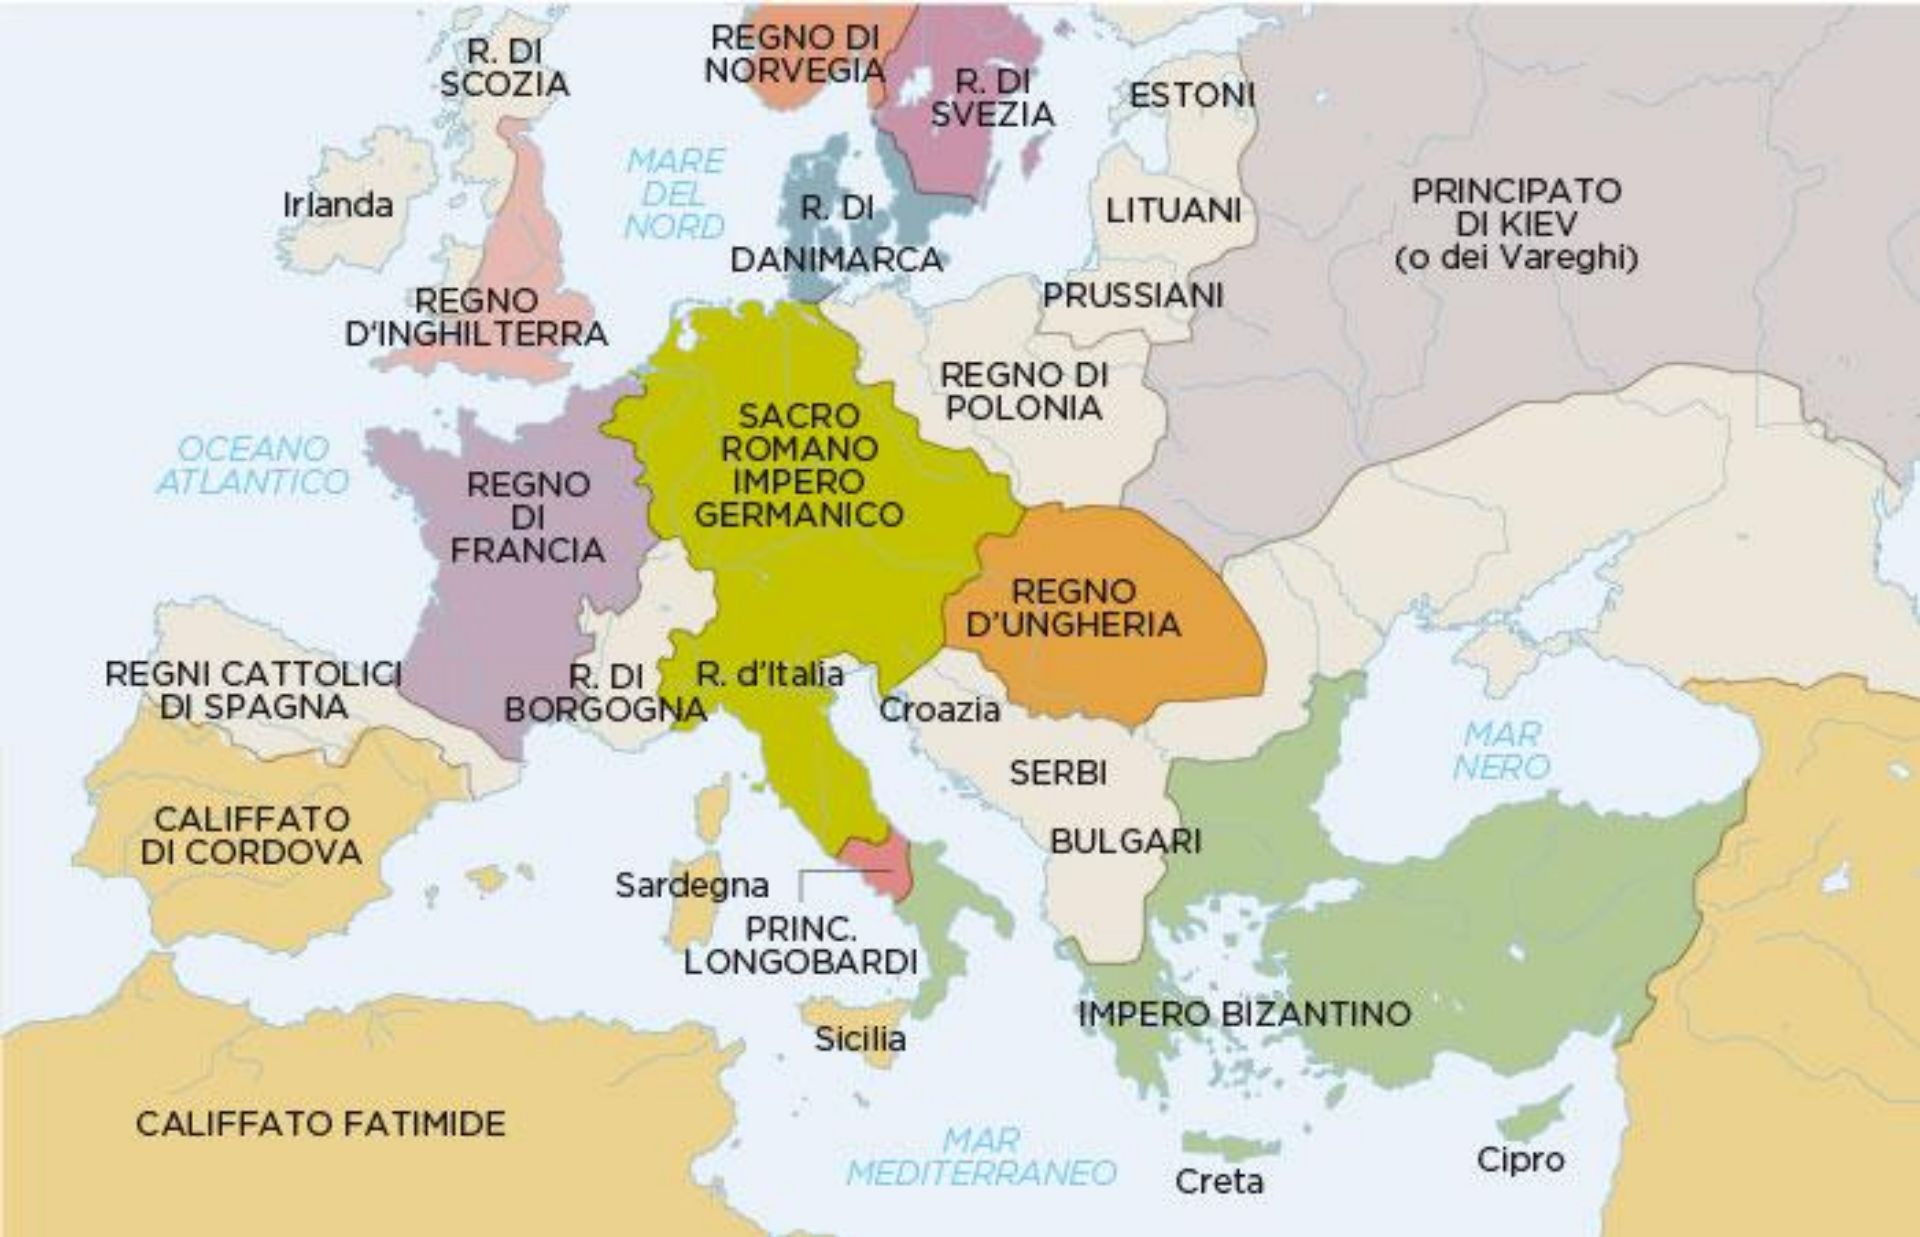 R. DI
SCOZIA
REGNO DI
NORVEGIA
R. DI
SVEZIA
ESTONI
MARE
DEL
NORD
Irlanda
R. DI
DANIMARCA
LITUANI
PRINCIPATO
DI KIEV
(o dei Vareghi)
REGNO
D'INGHILTERRA
PRUSSIANI
REGNO DI
POLONIA
OCEANO
ATLANTICO
SACRO
ROMANO
IMPERO
GERMANICO
REGNO
DI
FRANCIA
REGNO
D'UNGHERIA
REGNI CATTOLICI
DI SPAGNA
R. DI
BORGOGNA
R. d'Italia
Croazia
MAR
NERO
SERBI
CALIFFATO
DI CORDOVA
BULGARI
Sardegna
PRINC.
LONGOBARDI
IMPERO BIZANTINO
Sicilia
CALIFFATO FATIMIDE
MAR
MEDITERRANEO
Creta
Cipro